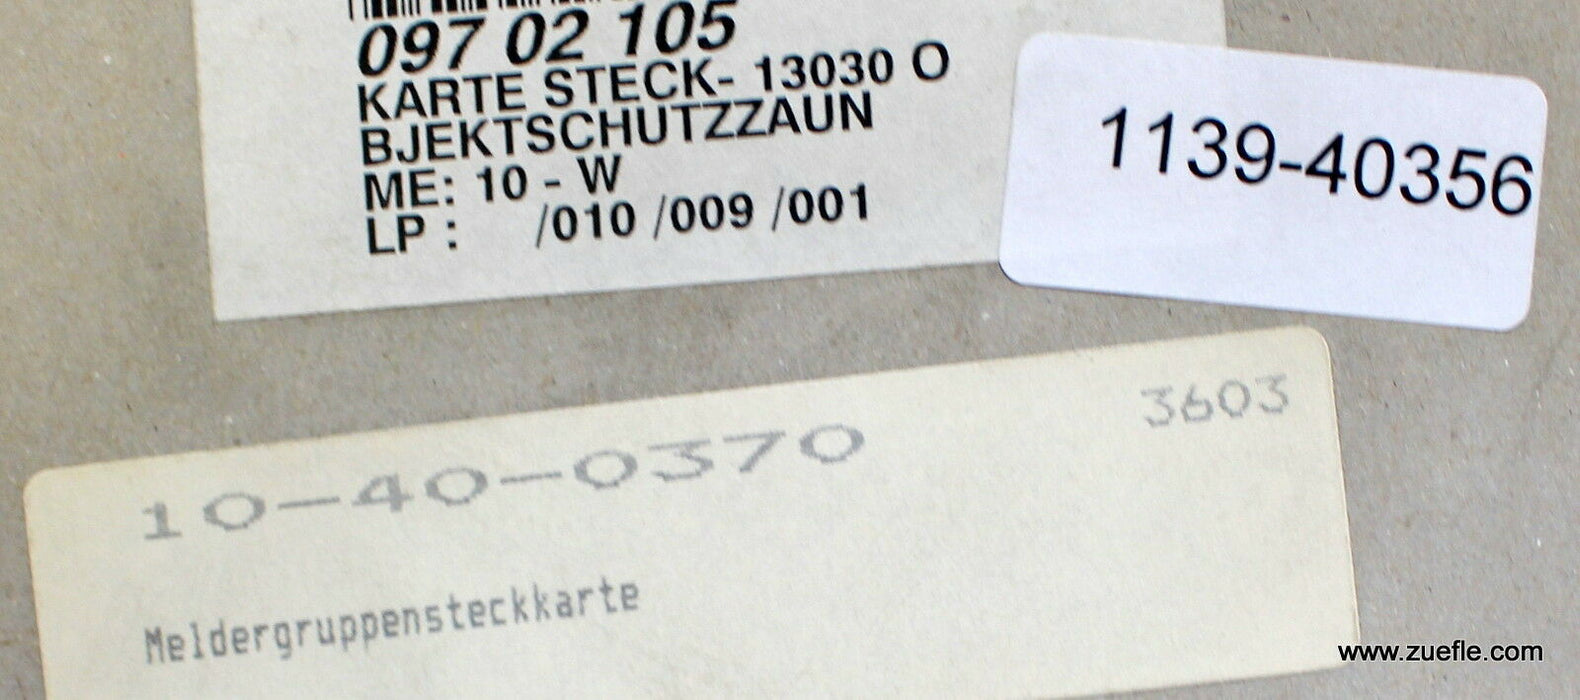 097 02 105
KARTE STECK- 13030 O
BJEKTSCHUTZZAUN
ME: 10 - W
LP : /010 /009 /001
1139-40356
3603
10-40-0370
Meldergruppensteckkarte
www.zuefle.com